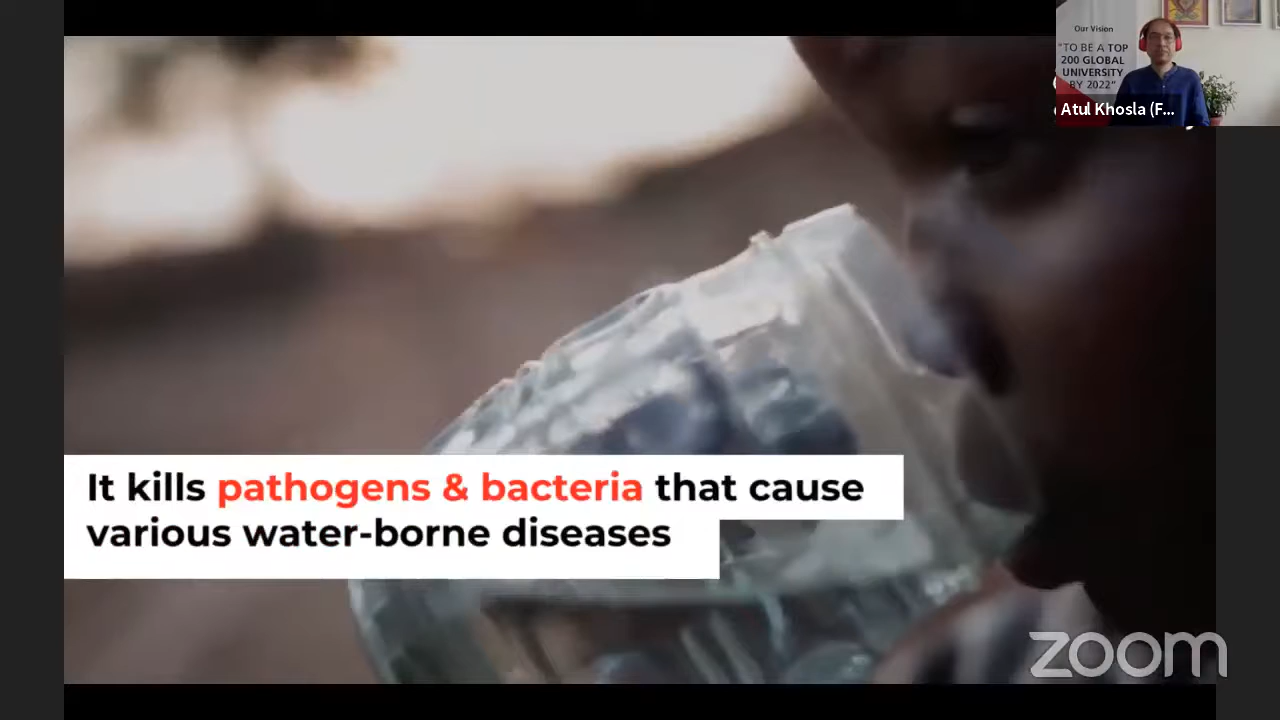 Our Vision
"TO BE A TOP
200 GLOBAL
UNIVERSITY
BY 2022"
Atul Khosla (F...
It kills pathogens & bacteria that cause
various water-borne diseases
zoom